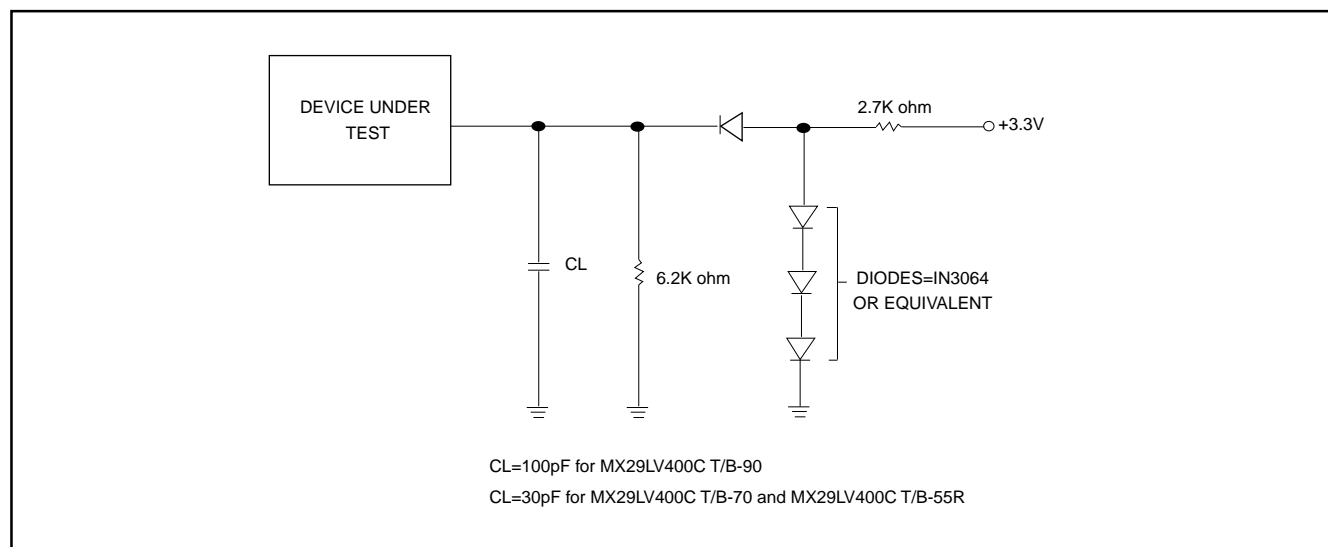 DEVICE UNDER
TEST
2.7K ohm
+3.3V
CL
6.2K ohm
DIODES=IN3064
OR EQUIVALENT
CL=100pF for MX29LV400C T/B-90
CL=30pF for MX29LV400C T/B-70 and MX29LV400C T/B-55R